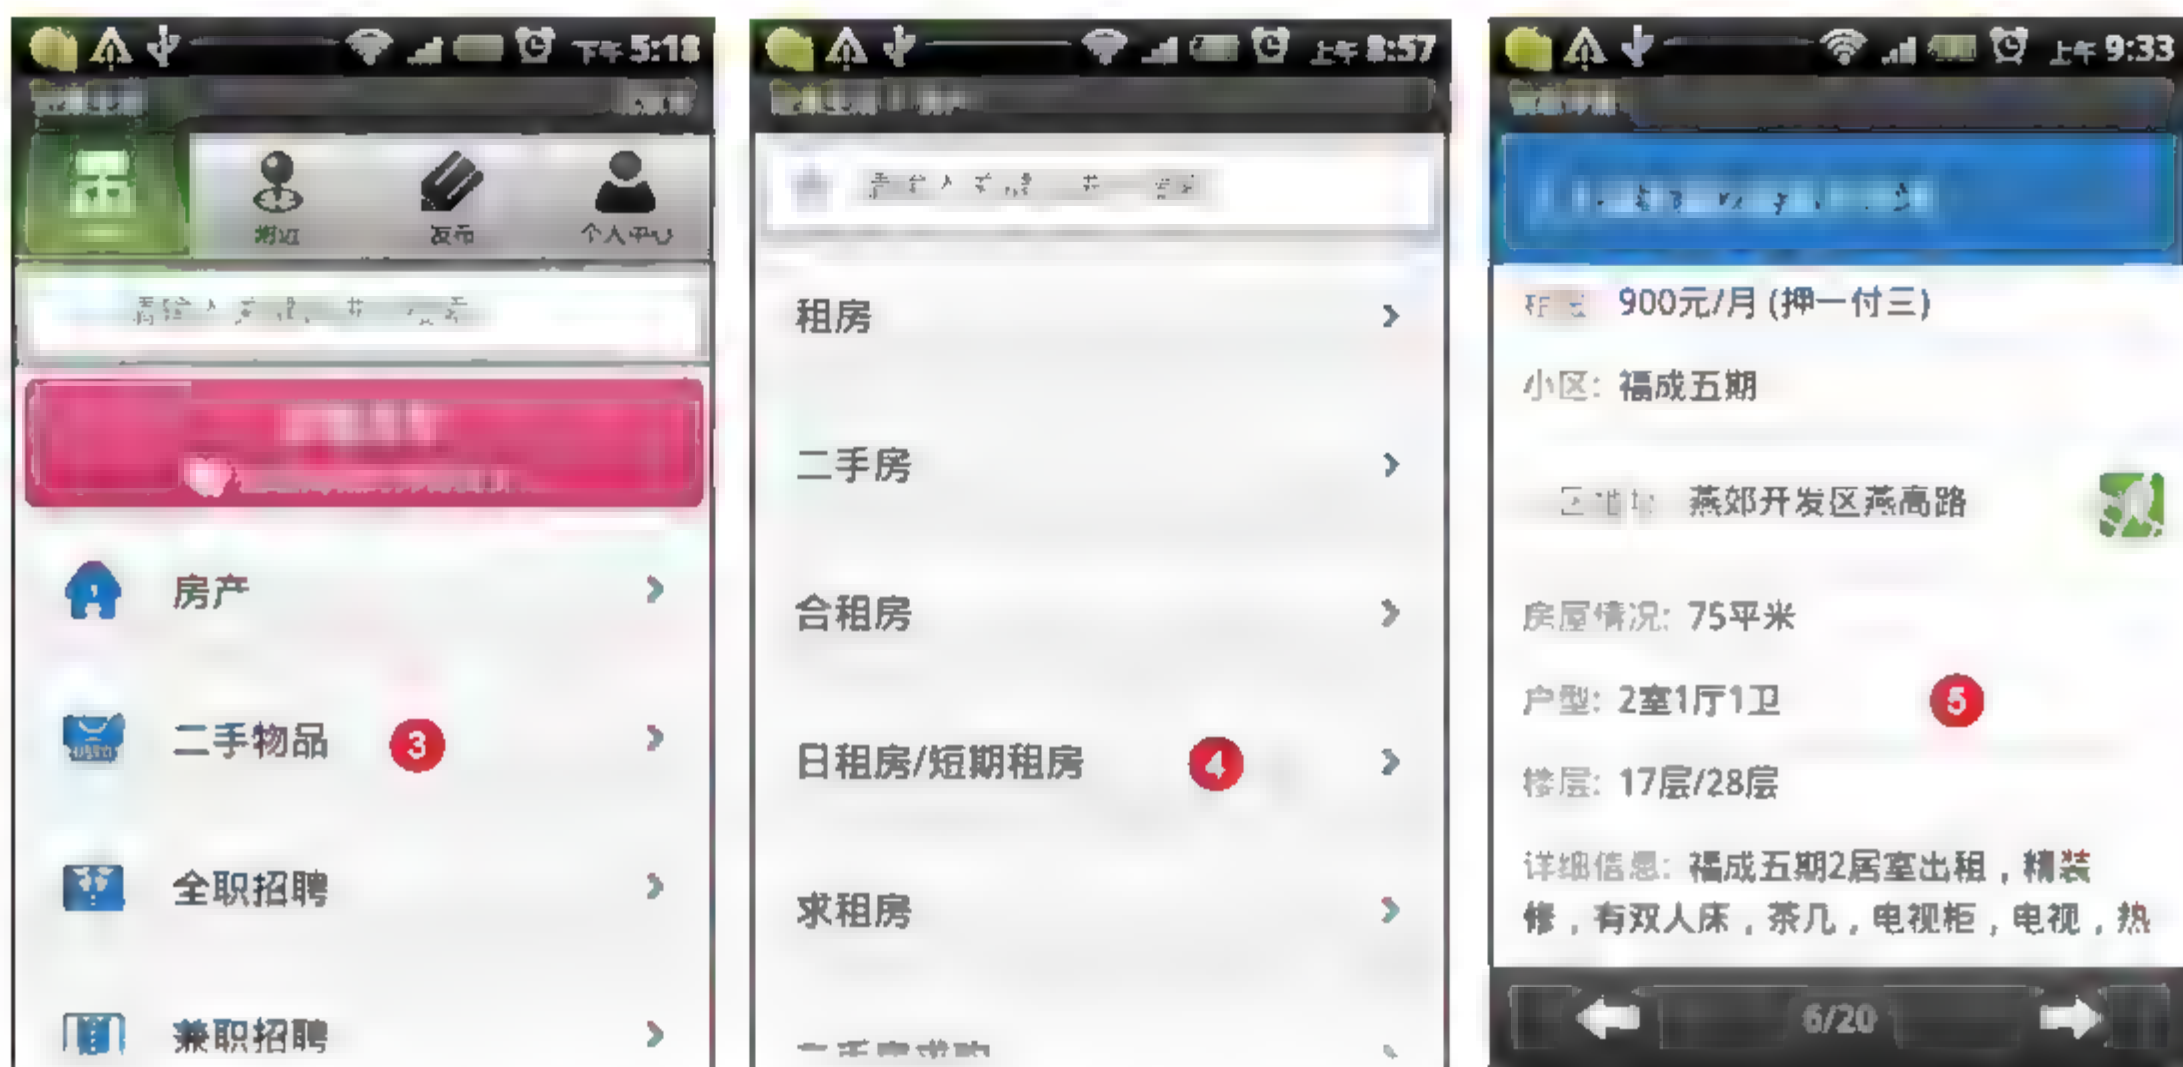 下午 5:18
附近 发布 个人中心
房产
二手物品 3
全职招聘
兼职招聘
上午 8:57
租房
二手房
合租房
日租房/短期租房 4
求租房
上午 9:33
900元/月 (押一付三)
小区: 福成五期
燕郊开发区燕高路
房屋情况: 75平米
户型: 2室1厅1卫 5
楼层: 17层/28层
详细信息: 福成五期2居室出租，精装
修，有双人床，茶几，电视柜，电视，热
6/20